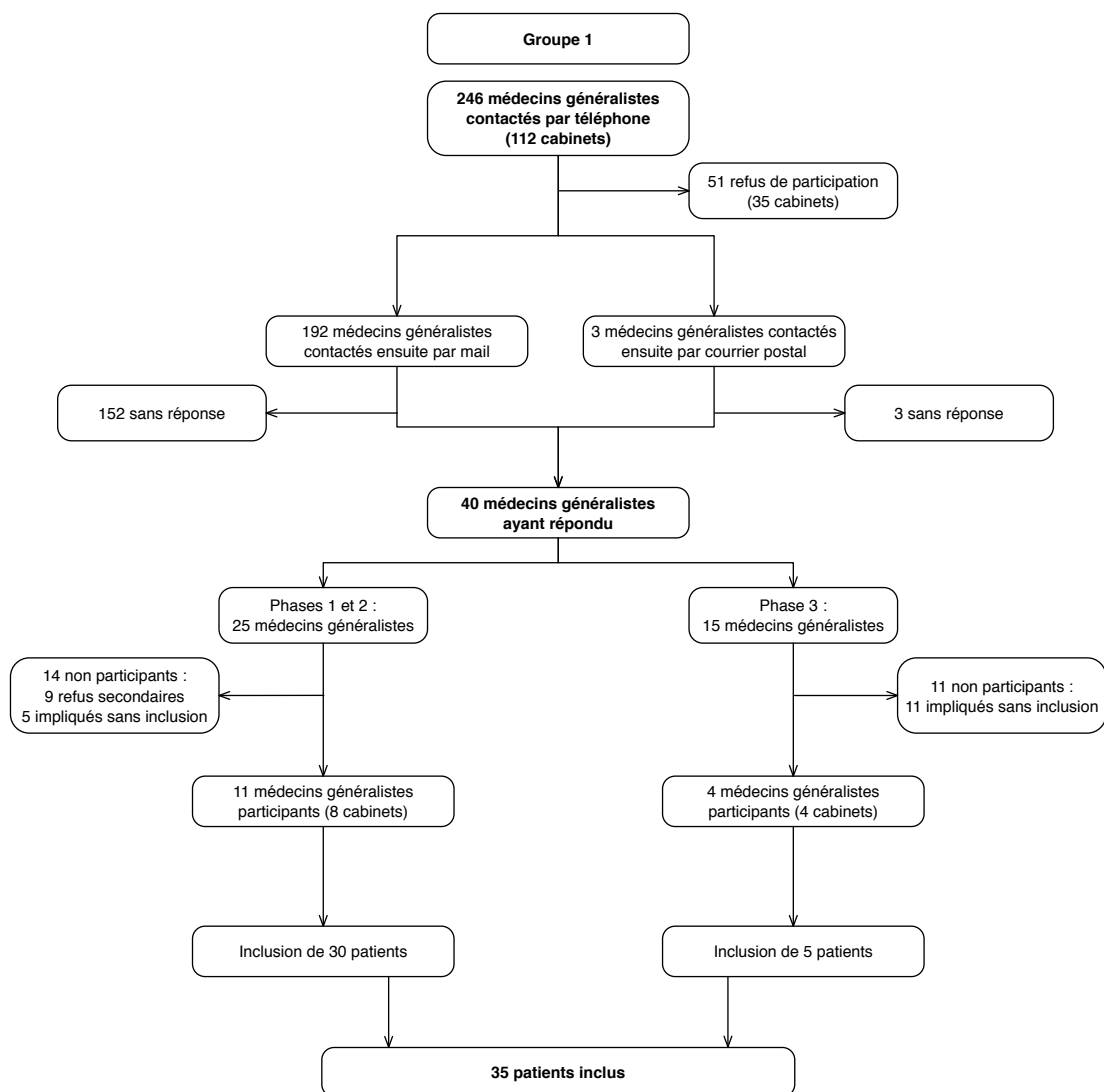 Groupe 1
246 médecins généralistes
contactés par téléphone
(112 cabinets)
51 refus de participation
(35 cabinets)
192 médecins généralistes
contactés ensuite par mail
3 médecins généralistes contactés
ensuite par courrier postal
152 sans réponse
3 sans réponse
40 médecins généralistes
ayant répondu
Phases 1 et 2 :
25 médecins généralistes
Phase 3 :
15 médecins généralistes
14 non participants :
9 refus secondaires
5 impliqués sans inclusion
11 non participants :
11 impliqués sans inclusion
11 médecins généralistes
participants (8 cabinets)
4 médecins généralistes
participants (4 cabinets)
Inclusion de 30 patients
Inclusion de 5 patients
35 patients inclus